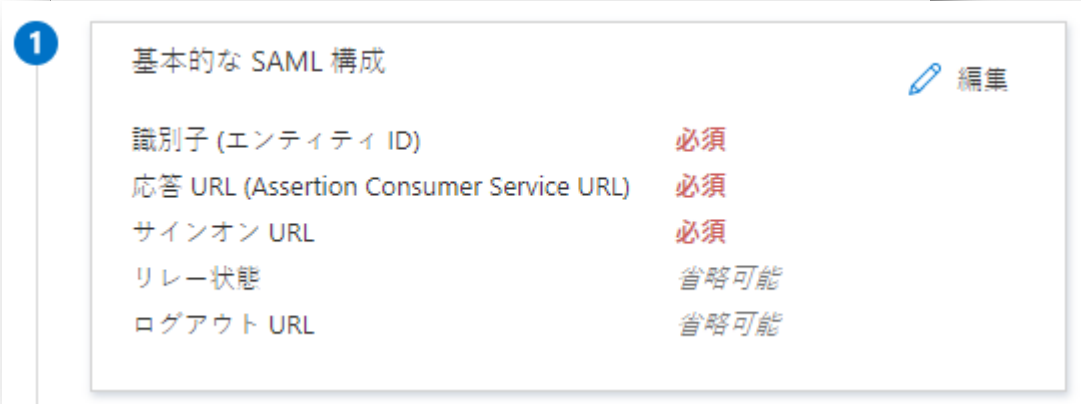 1
基本的な SAML 構成
編集
識別子 (エンティティ ID) 必須
応答 URL (Assertion Consumer Service URL) 必須
サインオン URL 必須
リレー状態 省略可能
ログアウト URL 省略可能